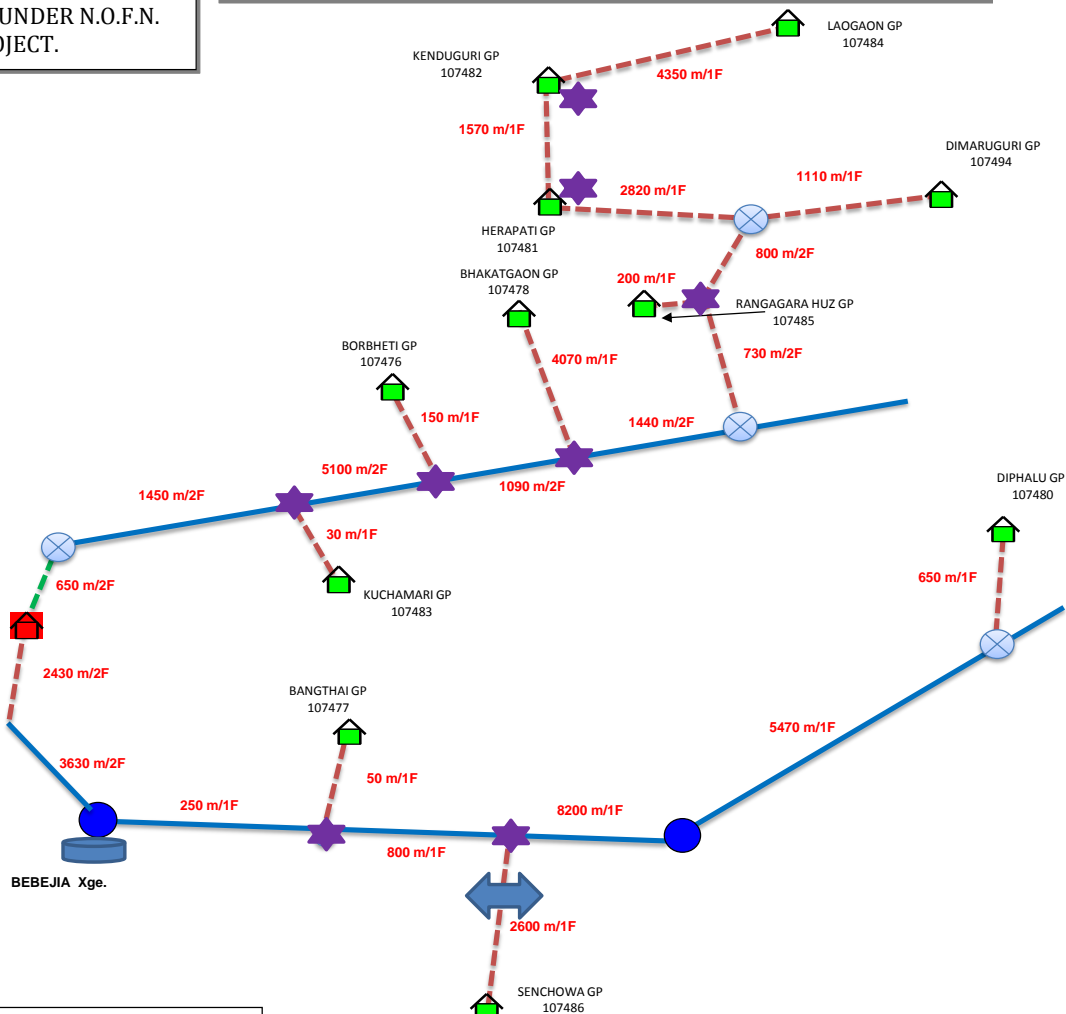 UNDER N.O.F.N.
OJECT.
LAOGAON GP
107484
KENDUGURI GP
107482
4350 m/1F
1570 m/1F
DIMARUGURI GP
107494
1110 m/1F
2820 m/1F
HERAPATI GP
107481
800 m/2F
BHAKATGAON GP
107478
200 m/1F
RANGAGARA HUZ GP
107485
BORBHETI GP
107476
4070 m/1F
730 m/2F
150 m/1F
1440 m/2F
5100 m/2F
1090 m/2F
1450 m/2F
DIPHALU GP
107480
30 m/1F
650 m/2F
KUCHAMARI GP
107483
650 m/1F
2430 m/2F
BANGTHAI GP
107477
5470 m/1F
3630 m/2F
50 m/1F
250 m/1F
8200 m/1F
800 m/1F
BEBEJIA Xge.
2600 m/1F
SENCHOWA GP
107486